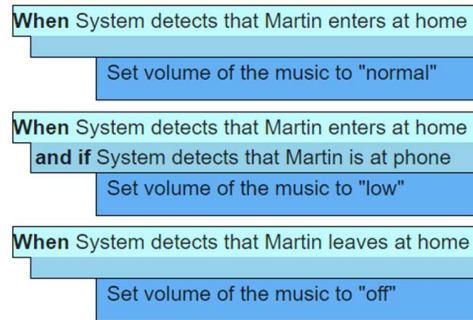 When System detects that Martin enters at home
Set volume of the music to "normal"
When System detects that Martin enters at home
and if System detects that Martin is at phone
Set volume of the music to "low"
When System detects that Martin leaves at home
Set volume of the music to "off"